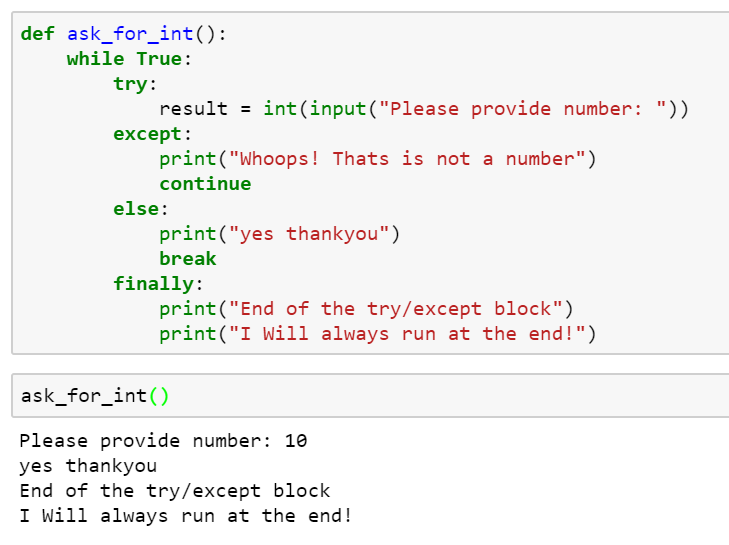 def ask_for_int():
    while True:
        try:
            result = int(input("Please provide number: "))
        except:
            print("Whoops! Thats is not a number")
            continue
        else:
            print("yes thankyou")
            break
        finally:
            print("End of the try/except block")
            print("I Will always run at the end!")
ask_for_int()
Please provide number: 10
yes thankyou
End of the try/except block
I Will always run at the end!